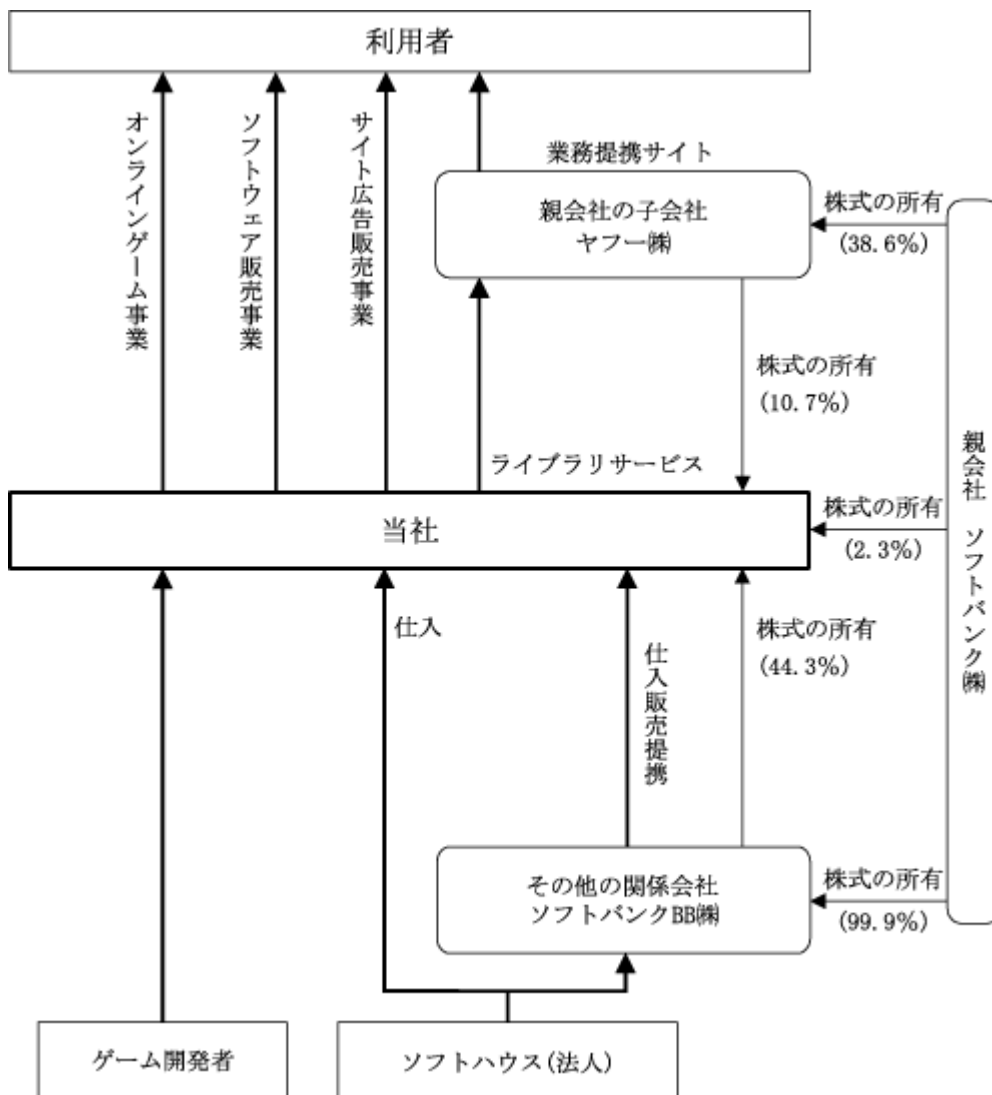 利用者
オンラインゲーム事業
ソフトウェア販売事業
サイト広告販売事業
業務提携サイト
親会社の子会社
ヤフー㈱
株式の所有
(38.6%)
株式の所有
(10.7%)
ライブラリサービス
当社
株式の所有
(2.3%)
親会社 ソフトバンク㈱
仕入
仕入販売提携
株式の所有
(44.3%)
その他の関係会社
ソフトバンクBB㈱
株式の所有
(99.9%)
ゲーム開発者
ソフトハウス(法人)